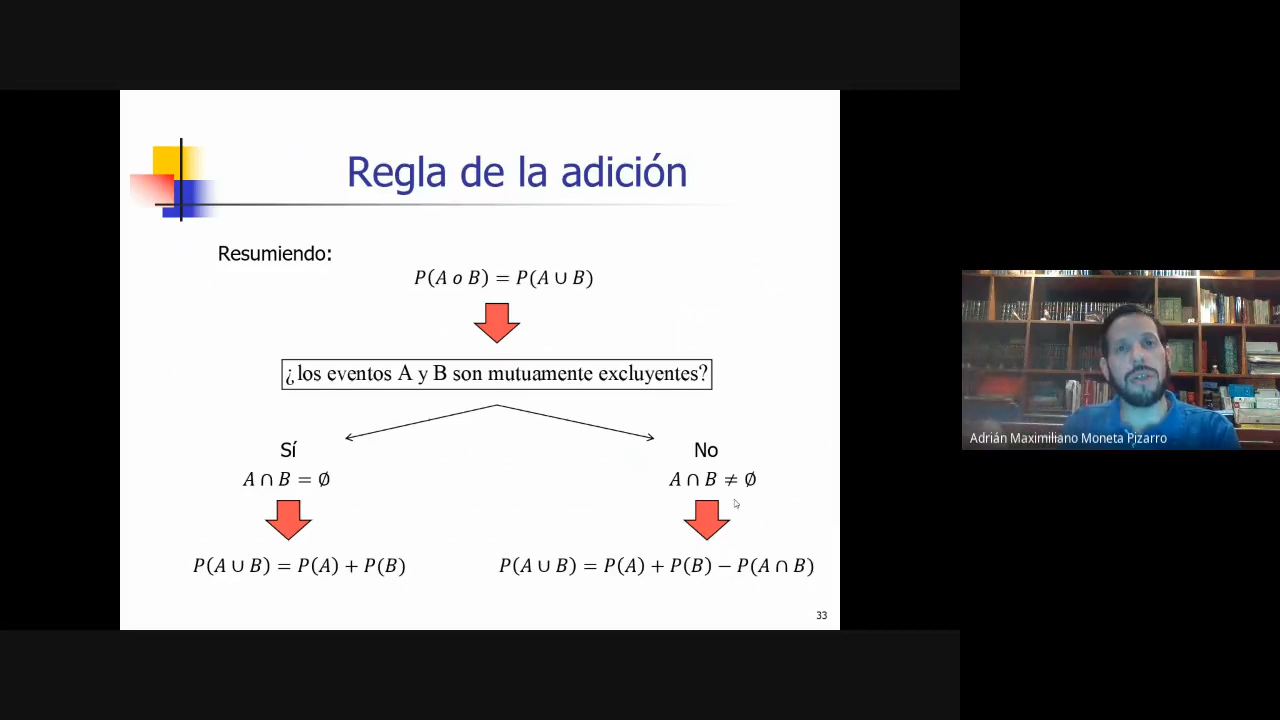 Regla de la adición
Resumiendo:
P(A o B) = P(A ∪ B)
¿los eventos A y B son mutuamente excluyentes?
Sí
No
A ∩ B = ∅
A ∩ B ≠ ∅
P(A ∪ B) = P(A) + P(B)
P(A ∪ B) = P(A) + P(B) − P(A ∩ B)
33
Adrián Maximiliano Moneta Pizarro